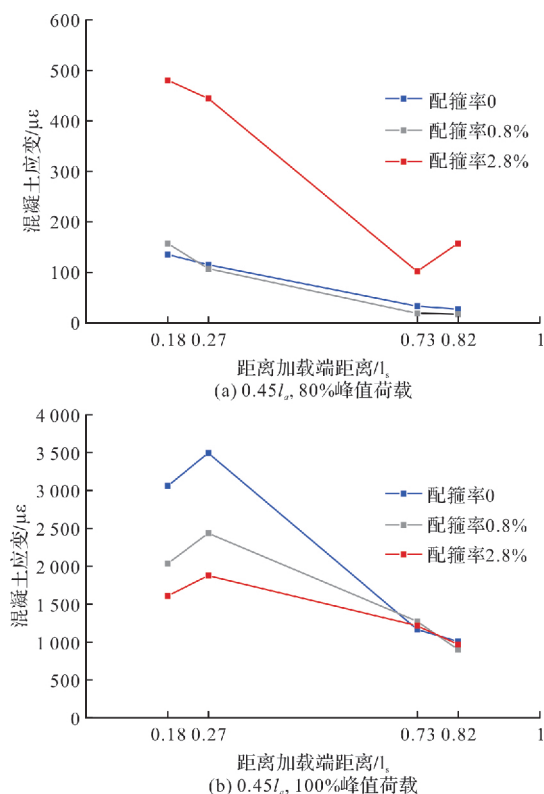 600
500
400
300
200
100
0
混凝土应变/με
配箍率0
配箍率0.8%
配箍率2.8%
0.18 0.27 0.73 0.82 1
距离加载端距离/ls
(a) 0.45la, 80%峰值荷载
4 000
3 500
3 000
2 500
2 000
1 500
1 000
500
0
混凝土应变/με
配箍率0
配箍率0.8%
配箍率2.8%
0.18 0.27 0.73 0.82 1
距离加载端距离/ls
(b) 0.45la, 100%峰值荷载